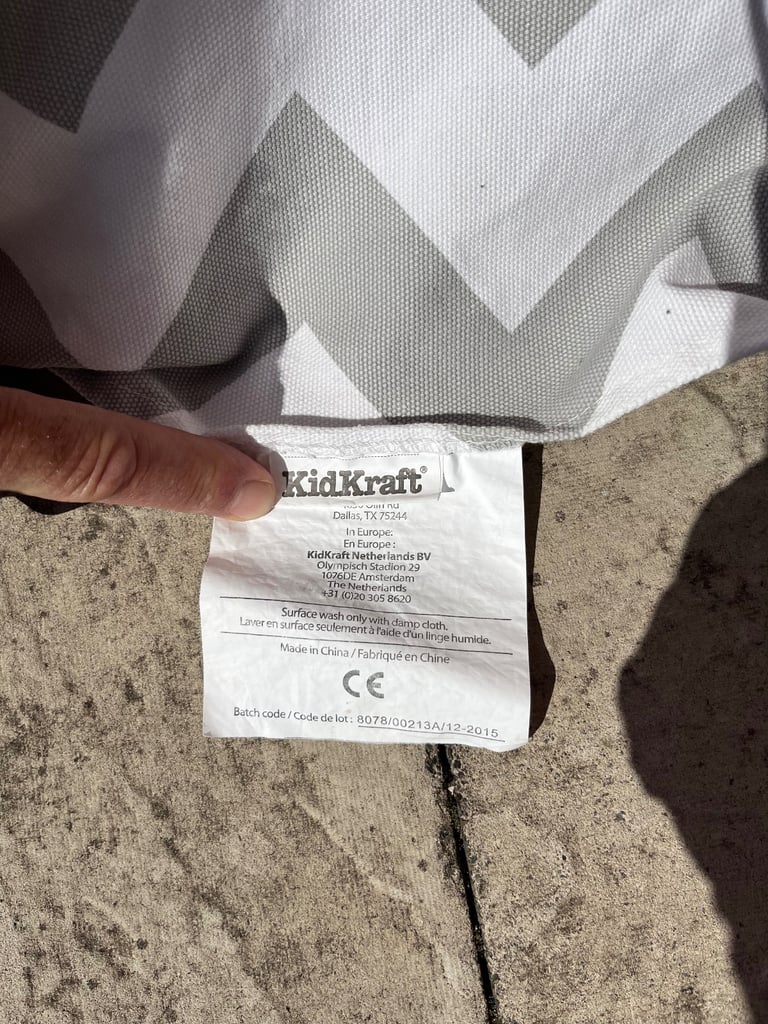 KidKraft®
Dallas, TX 75244
In Europe:
En Europe :
KidKraft Netherlands BV
Olympisch Stadion 29
1076DE Amsterdam
The Netherlands
+31 (0)20 305 8620
Surface wash only with damp cloth.
Laver en surface seulement à l'aide d'un linge humide.
Made in China / Fabriqué en Chine
CE
Batch code / Code de lot : 8078/00213A/12-2015